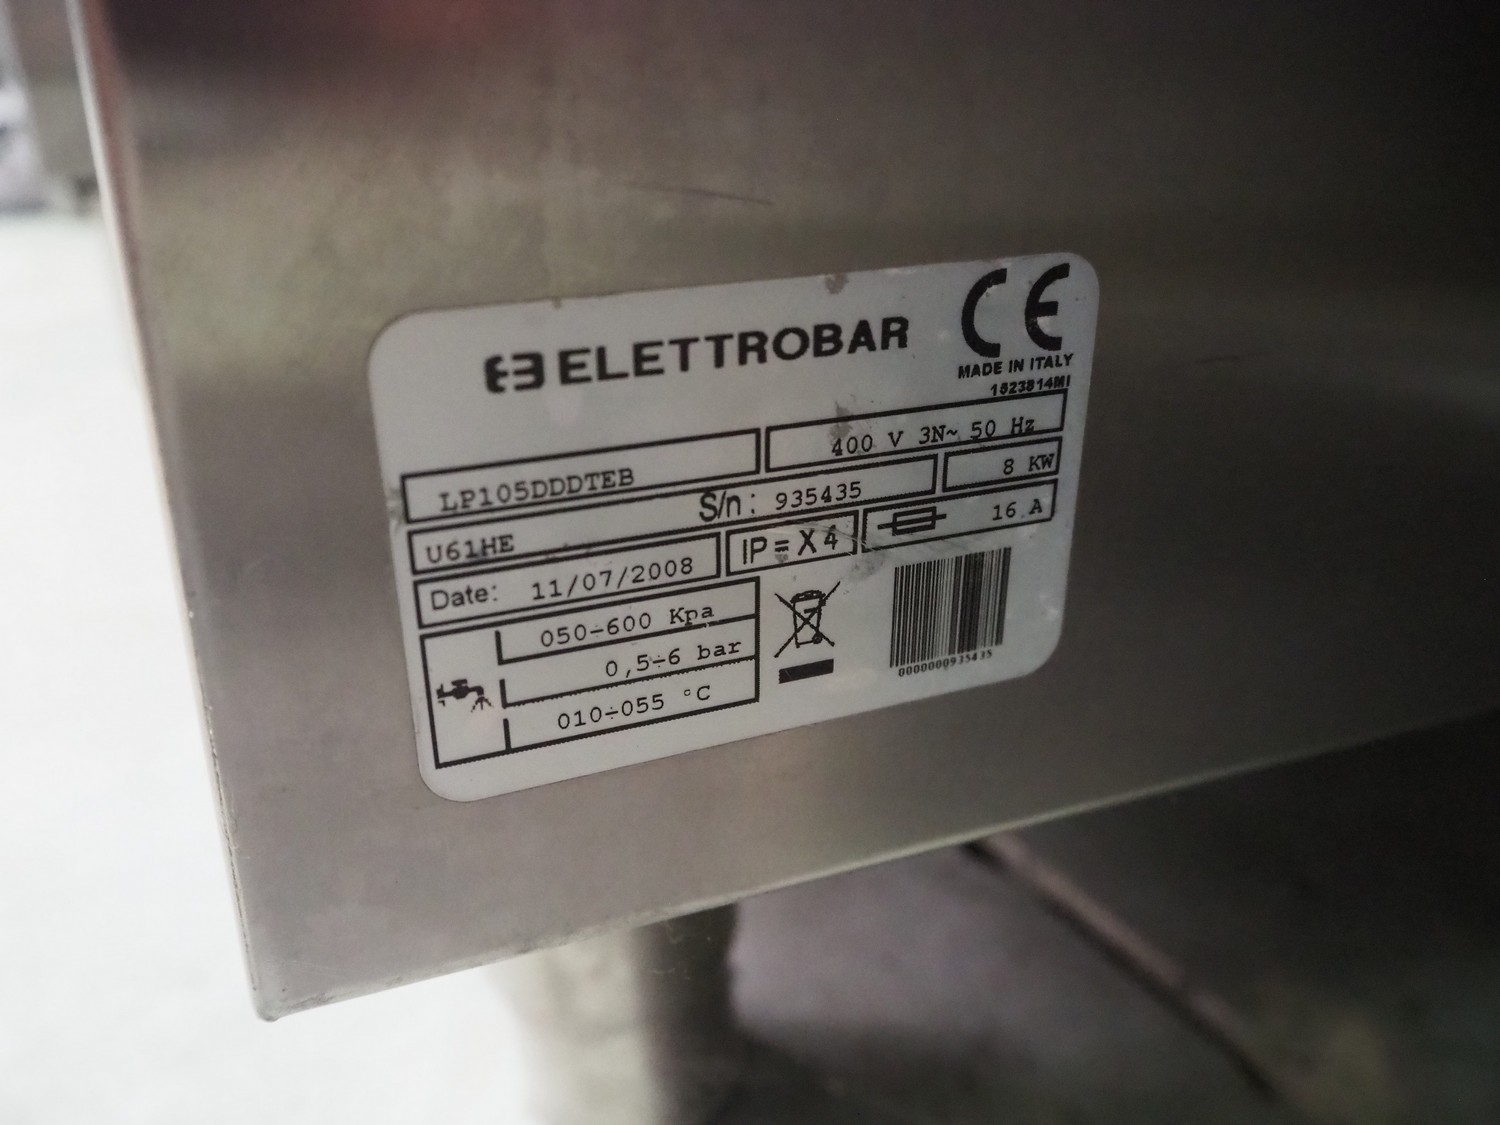 ELETTROBAR
CE
MADE IN ITALY
1523814MI
LP105DDDTEB
400 V 3N~ 50 Hz
U61HE
S/n: 935435
8 KW
Date: 11/07/2008
IP= X4
16 A
050÷600 Kpa
0,5÷6 bar
010÷055 °C
0000000935435